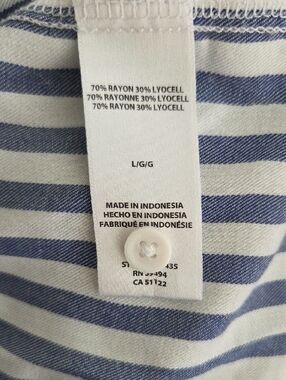 70% RAYON 30% LYOCELL
70% RAYONNE 30% LYOCELL
70% RAYON 30% LYOCELL
L/G/G
MADE IN INDONESIA
HECHO EN INDONESIA
FABRIQUÉ EN INDONÉSIE
RN
CA 51122